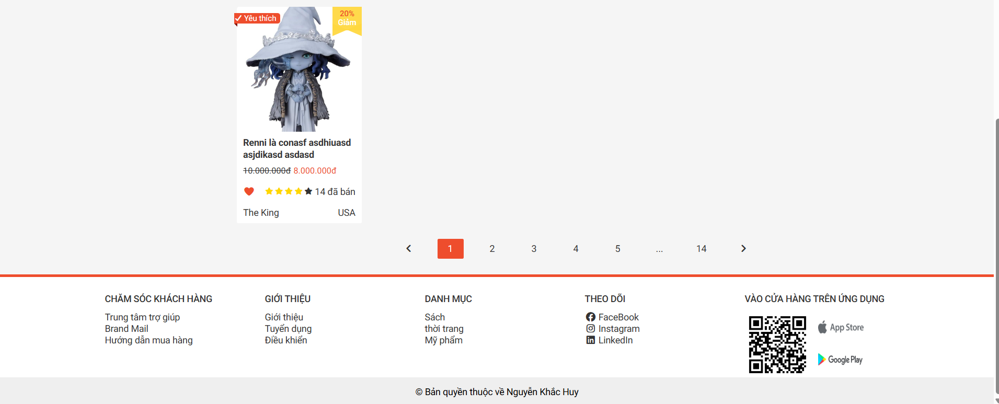 Yêu thích
20%
Giảm
Renni là conasf asdhiuasd
asjdikasd asdasd
10.000.000đ 8.000.000đ
14 đã bán
The King USA
1 2 3 4 5 ... 14
CHĂM SÓC KHÁCH HÀNG
Trung tâm trợ giúp
Brand Mail
Hướng dẫn mua hàng
GIỚI THIỆU
Giới thiệu
Tuyển dụng
Điều khiển
DANH MỤC
Sách
thời trang
Mỹ phẩm
THEO DÕI
FaceBook
Instagram
LinkedIn
VÀO CỬA HÀNG TRÊN ỨNG DỤNG
App Store
Google Play
© Bản quyền thuộc về Nguyễn Khắc Huy